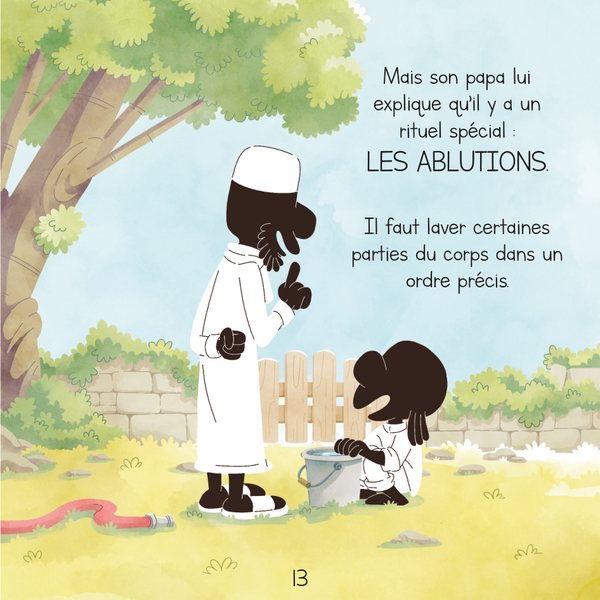 Mais son papa lui
explique qu'il y a un
rituel spécial :
LES ABLUTIONS.
Il faut laver certaines
parties du corps dans un
ordre précis.
13